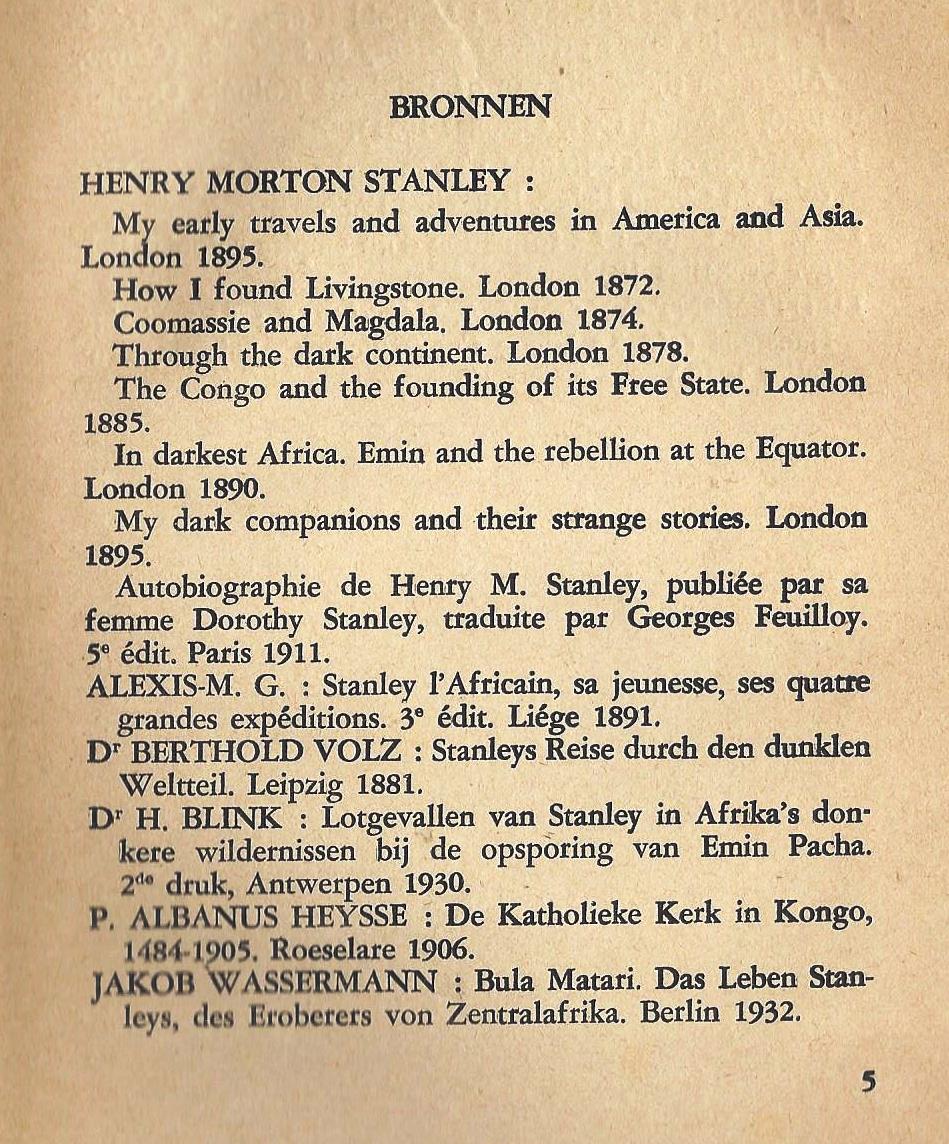 BRONNEN
HENRY MORTON STANLEY :
My early travels and adventures in America and Asia.
London 1895.
How I found Livingstone. London 1872.
Coomassie and Magdala. London 1874.
Through the dark continent. London 1878.
The Congo and the founding of its Free State. London
1885.
In darkest Africa. Emin and the rebellion at the Equator.
London 1890.
My dark companions and their strange stories. London
1895.
Autobiographie de Henry M. Stanley, publiée par sa
femme Dorothy Stanley, traduite par Georges Feuilloy.
5e édit. Paris 1911.
ALEXIS-M. G. : Stanley l'Africain, sa jeunesse, ses quatre
grandes expéditions. 3e édit. Liége 1891.
Dr BERTHOLD VOLZ : Stanleys Reise durch den dunklen
Weltteil. Leipzig 1881.
Dr H. BLINK : Lotgevallen van Stanley in Afrika's don-
kere wildernissen bij de opsporing van Emin Pacha.
2de druk, Antwerpen 1930.
P. ALBANUS HEYSSE : De Katholieke Kerk in Kongo,
1484-1905. Roeselare 1906.
JAKOB WASSERMANN : Bula Matari. Das Leben Stan-
leys, des Eroberers von Zentralafrika. Berlin 1932.
5